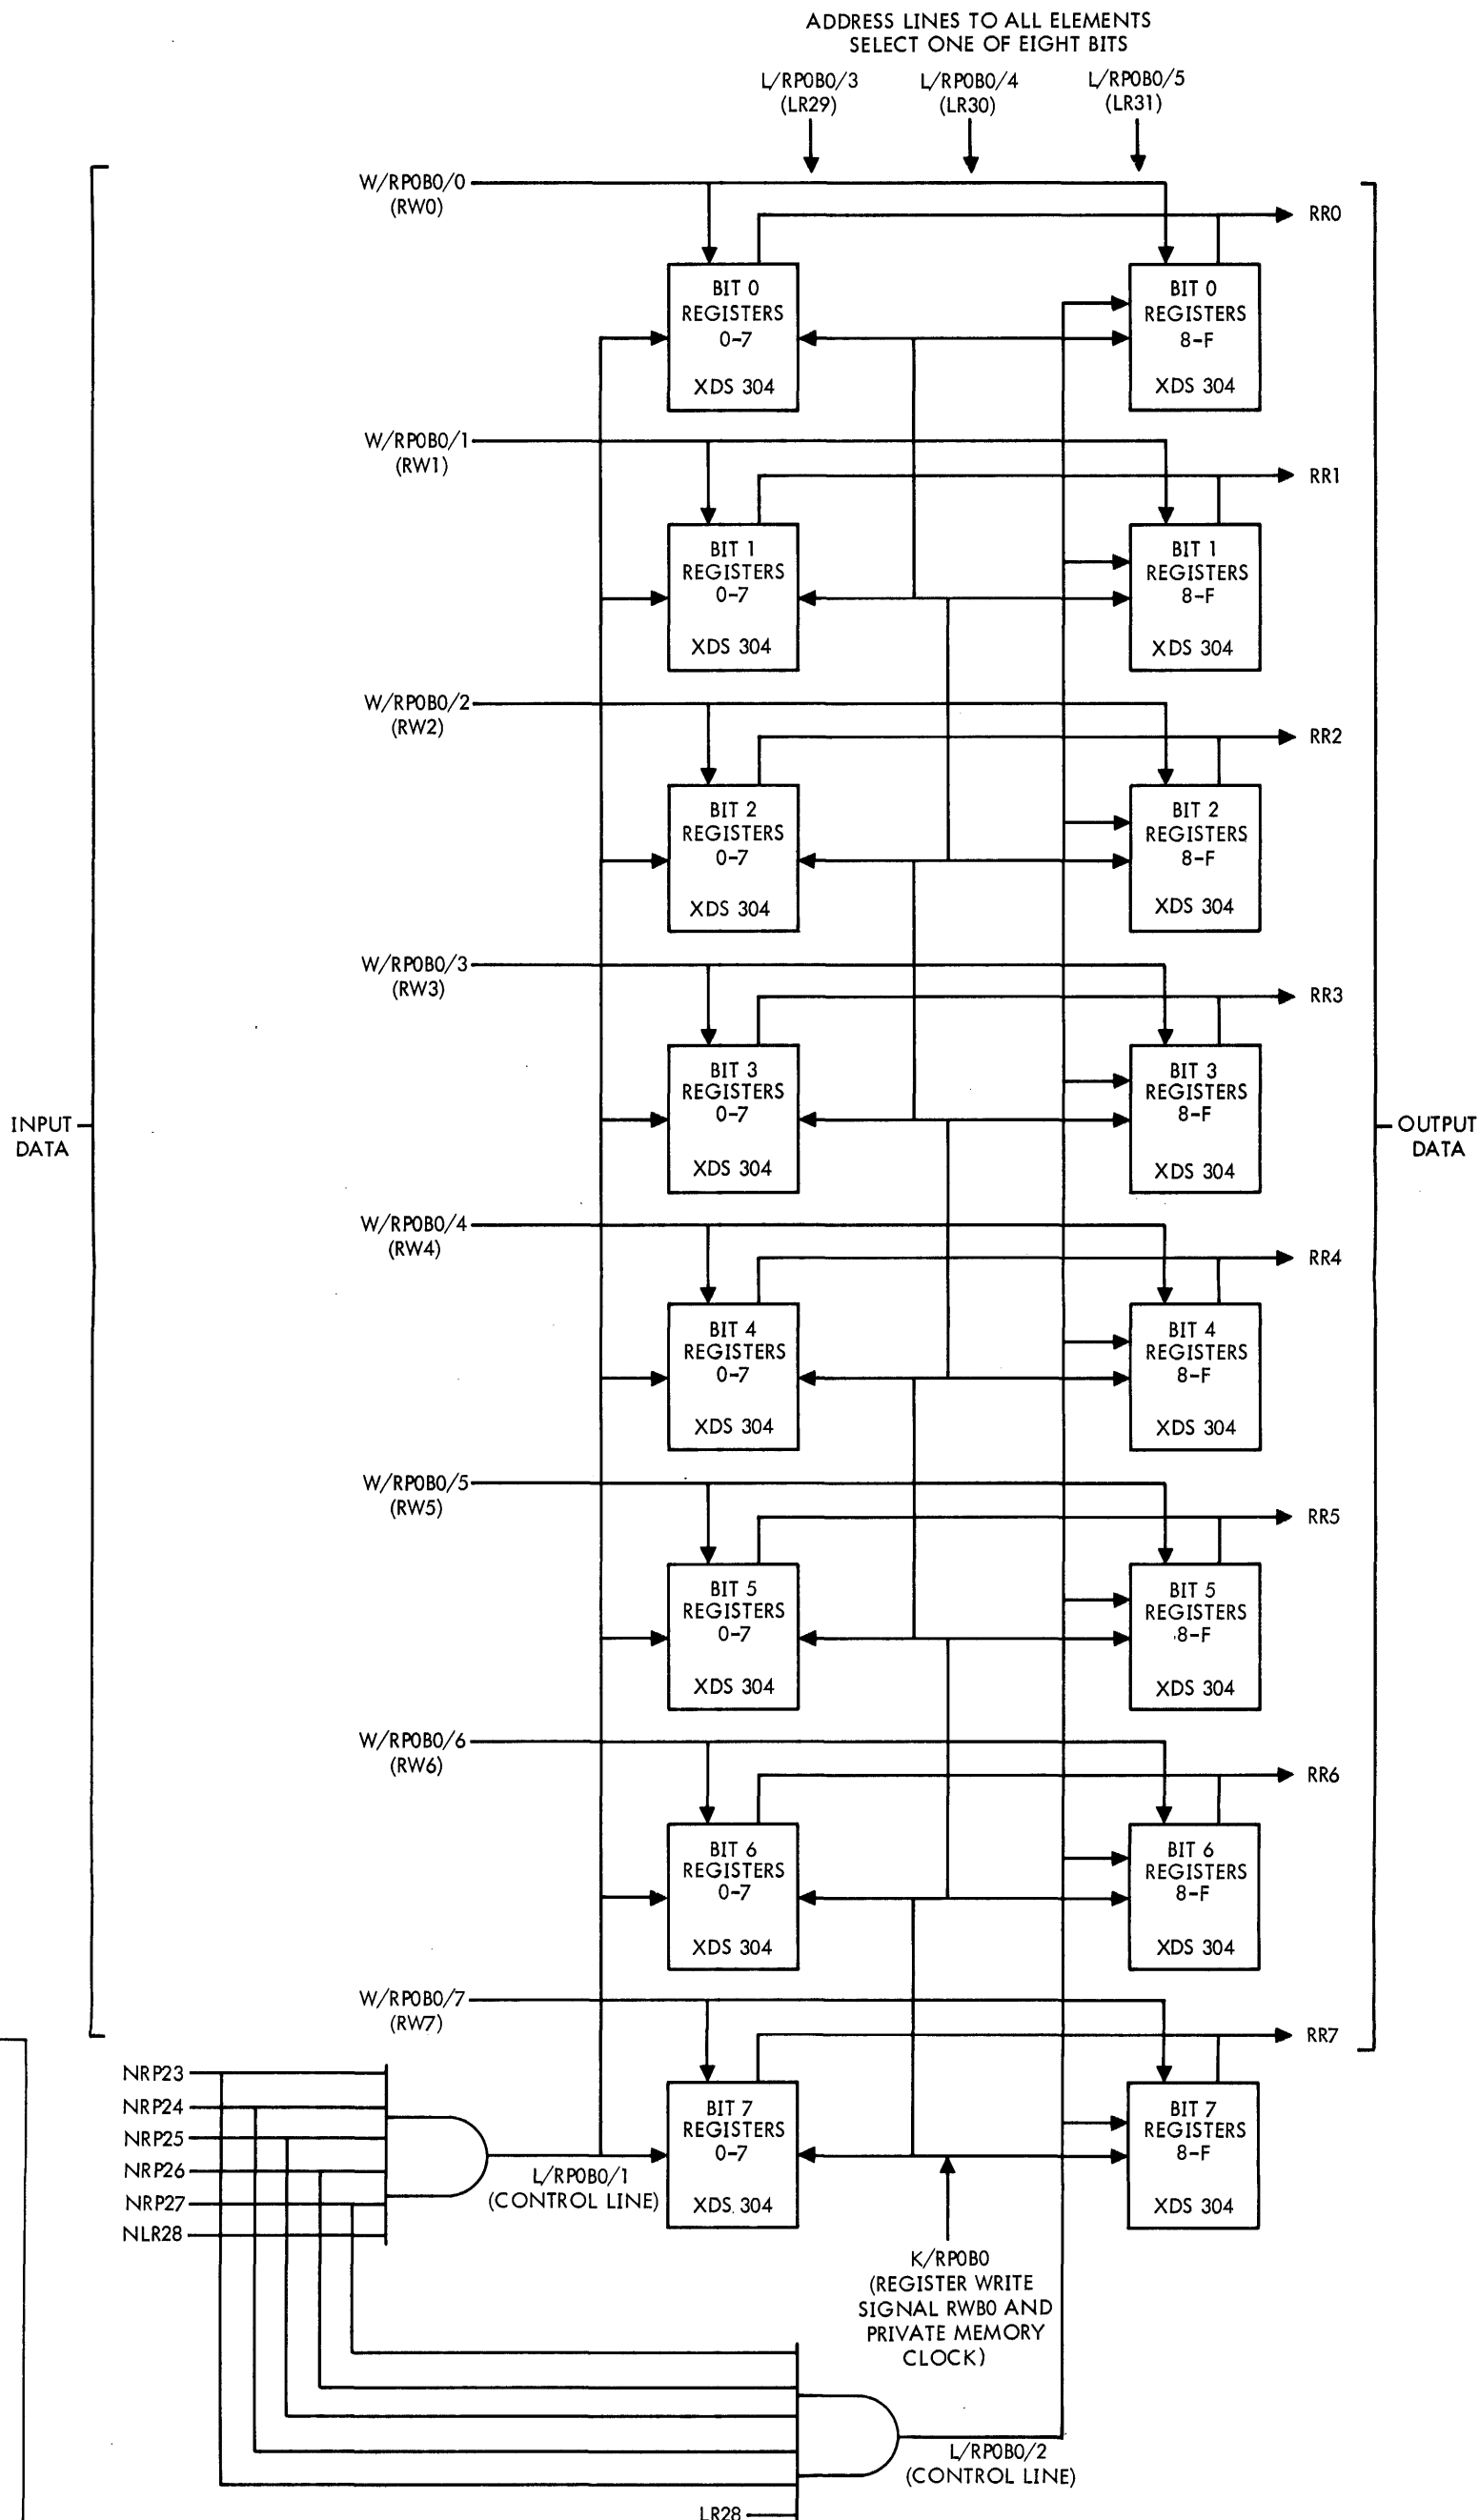 ADDRESS LINES TO ALL ELEMENTS
SELECT ONE OF EIGHT BITS
L/RP0B0/3
(LR29)
L/RP0B0/4
(LR30)
L/RP0B0/5
(LR31)
W/RP0B0/0
(RW0)
RR0
BIT 0
REGISTERS
0-7
XDS 304
BIT 0
REGISTERS
8-F
XDS 304
W/RP0B0/1
(RW1)
RR1
BIT 1
REGISTERS
0-7
XDS 304
BIT 1
REGISTERS
8-F
XDS 304
W/RP0B0/2
(RW2)
RR2
BIT 2
REGISTERS
0-7
XDS 304
BIT 2
REGISTERS
8-F
XDS 304
W/RP0B0/3
(RW3)
RR3
BIT 3
REGISTERS
0-7
XDS 304
BIT 3
REGISTERS
8-F
XDS 304
INPUT
DATA
OUTPUT
DATA
W/RP0B0/4
(RW4)
RR4
BIT 4
REGISTERS
0-7
XDS 304
BIT 4
REGISTERS
8-F
XDS 304
W/RP0B0/5
(RW5)
RR5
BIT 5
REGISTERS
0-7
XDS 304
BIT 5
REGISTERS
8-F
XDS 304
W/RP0B0/6
(RW6)
RR6
BIT 6
REGISTERS
0-7
XDS 304
BIT 6
REGISTERS
8-F
XDS 304
W/RP0B0/7
(RW7)
RR7
BIT 7
REGISTERS
0-7
XDS 304
BIT 7
REGISTERS
8-F
XDS 304
NRP23
NRP24
NRP25
NRP26
NRP27
NLR28
L/RP0B0/1
(CONTROL LINE)
K/RP0B0
(REGISTER WRITE
SIGNAL RWB0 AND
PRIVATE MEMORY
CLOCK)
L/RP0B0/2
(CONTROL LINE)
LR28